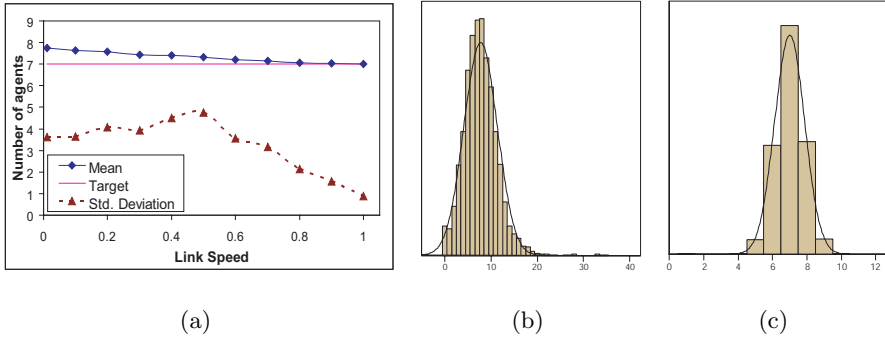 9
8
7
6
5
4
3
2
1
0
Number of agents
Mean
Target
Std. Deviation
0 0.2 0.4 0.6 0.8 1
Link Speed
0 10 20 30 40
0 2 4 6 8 10 12
(a) (b) (c)